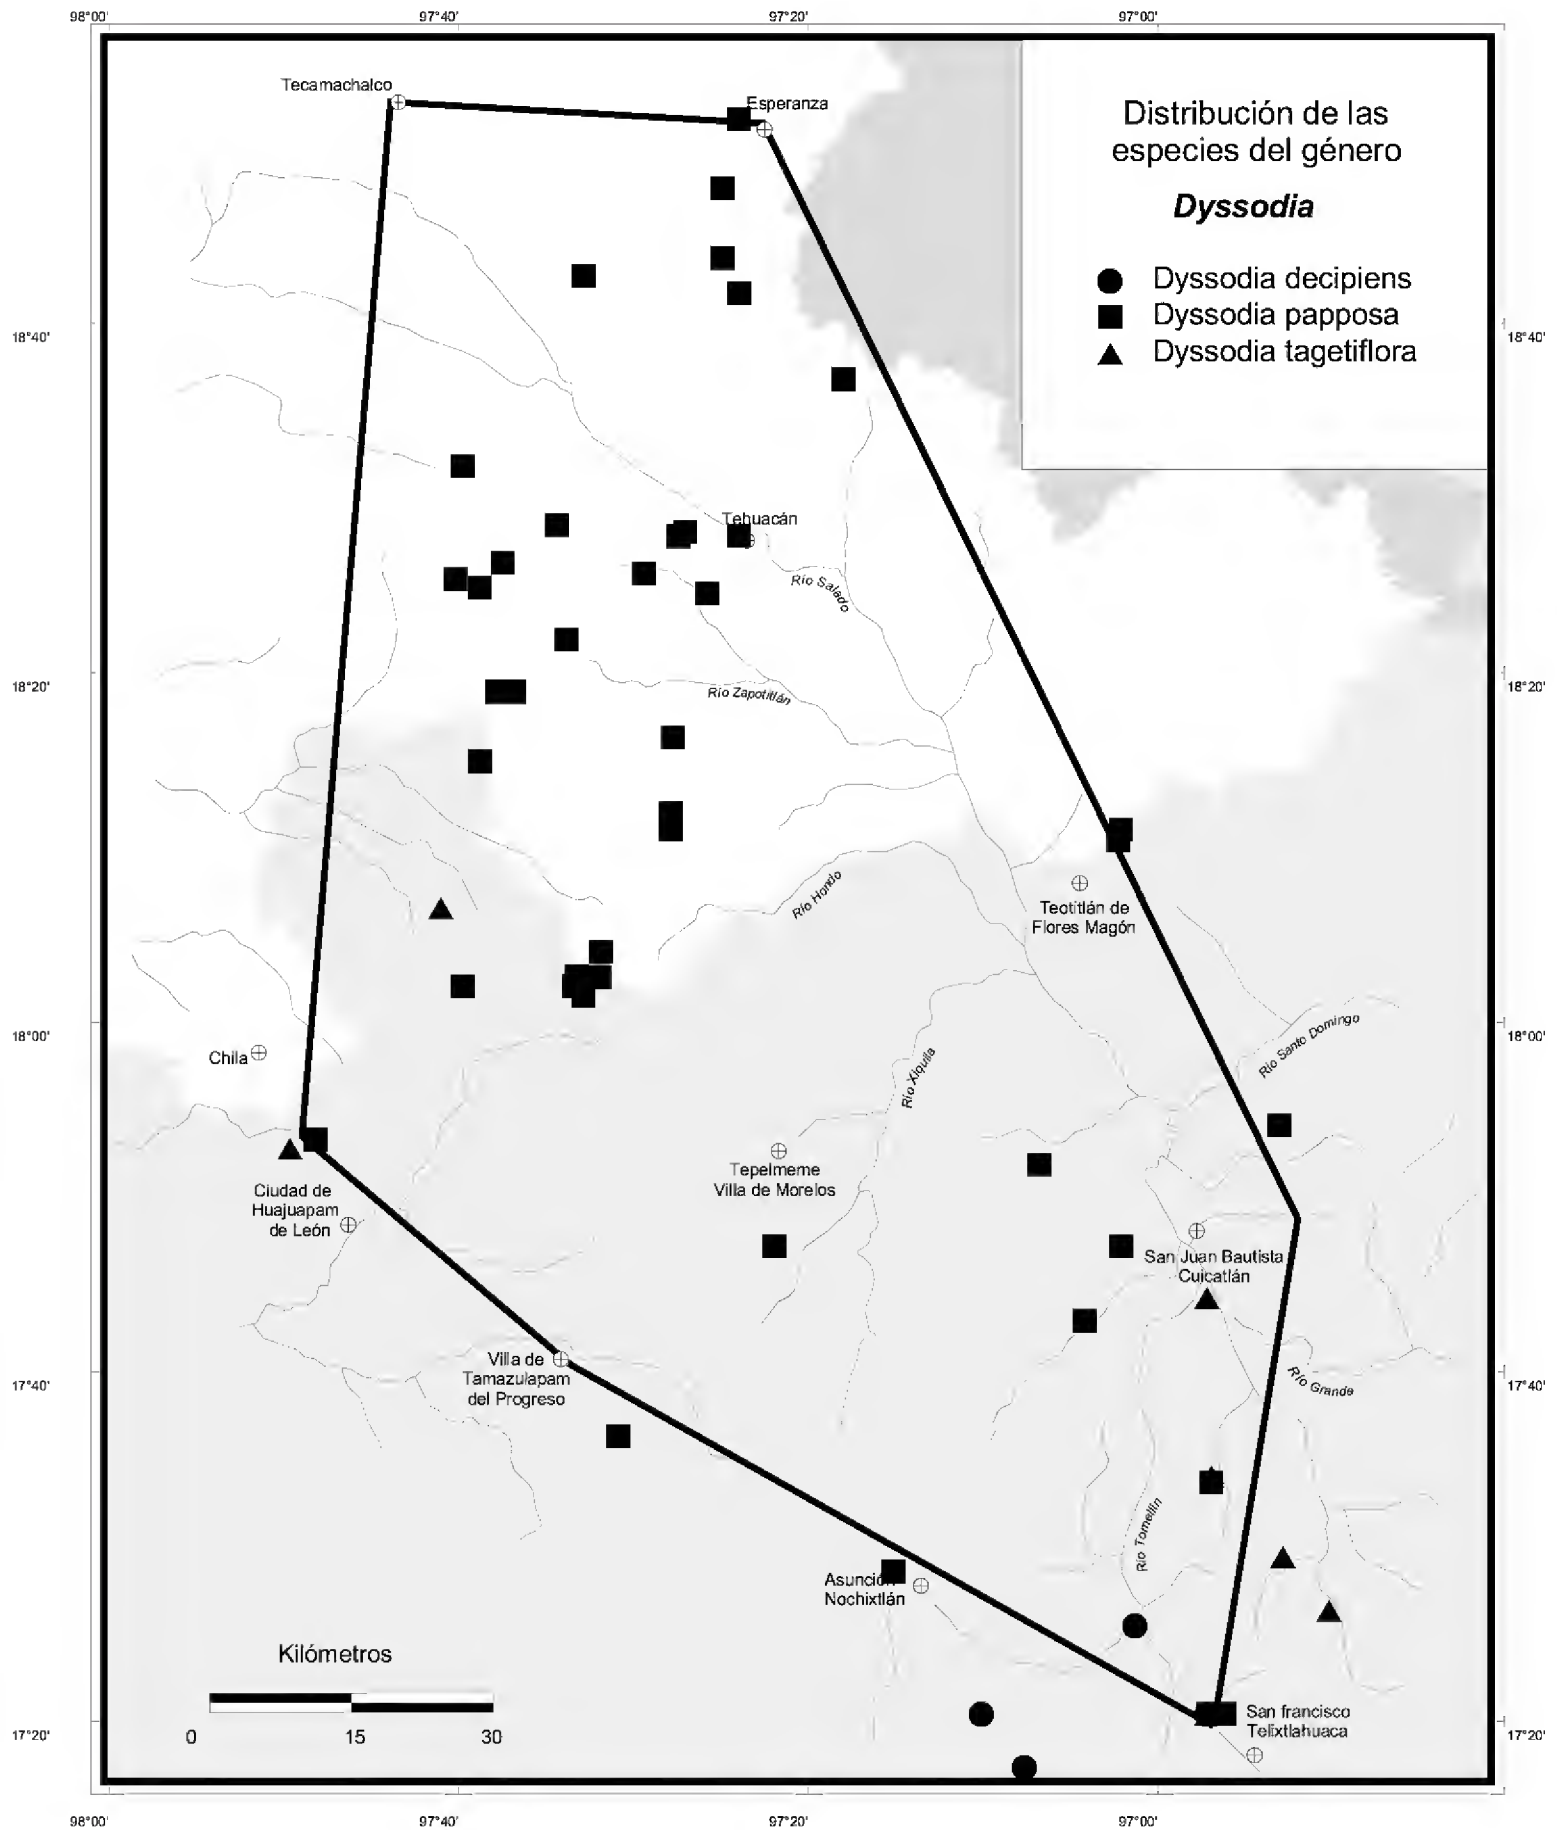 98°00'
97°40'
97°20'
97°00'
Tecamachalco
Esperanza
Distribución de las
especies del género
Dyssodia
Dyssodia decipiens
Dyssodia papposa
Dyssodia tagetiflora
18°40'
18°40'
Tehuacán
Río Salado
18°20'
Río Zapotitlán
18°20'
Río Hondo
Teotitlán de
Flores Magón
18°00'
Chila
Río Xiquila
Río Santo Domingo
18°00'
Tepelmeme
Villa de Morelos
Ciudad de
Huajuapam
de León
San Juan Bautista
Cuicatlán
17°40'
Villa de
Tamazulapam
del Progreso
Río Grande
17°40'
Río Tomellín
Asunción
Nochixtlán
Kilómetros
0
15
30
17°20'
San francisco
Telixtlahuaca
17°20'
98°00'
97°40'
97°20'
97°00'